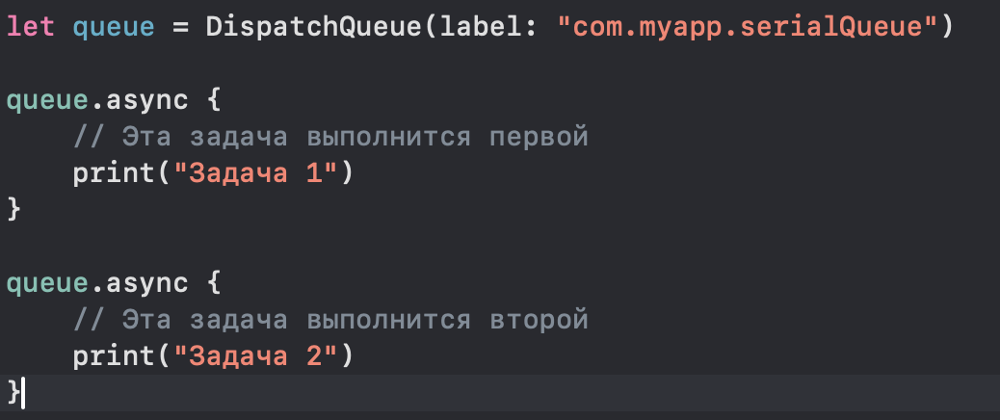 let queue = DispatchQueue(label: "com.myapp.serialQueue")
queue.async {
// Эта задача выполнится первой
print("Задача 1")
}
queue.async {
// Эта задача выполнится второй
print("Задача 2")
}